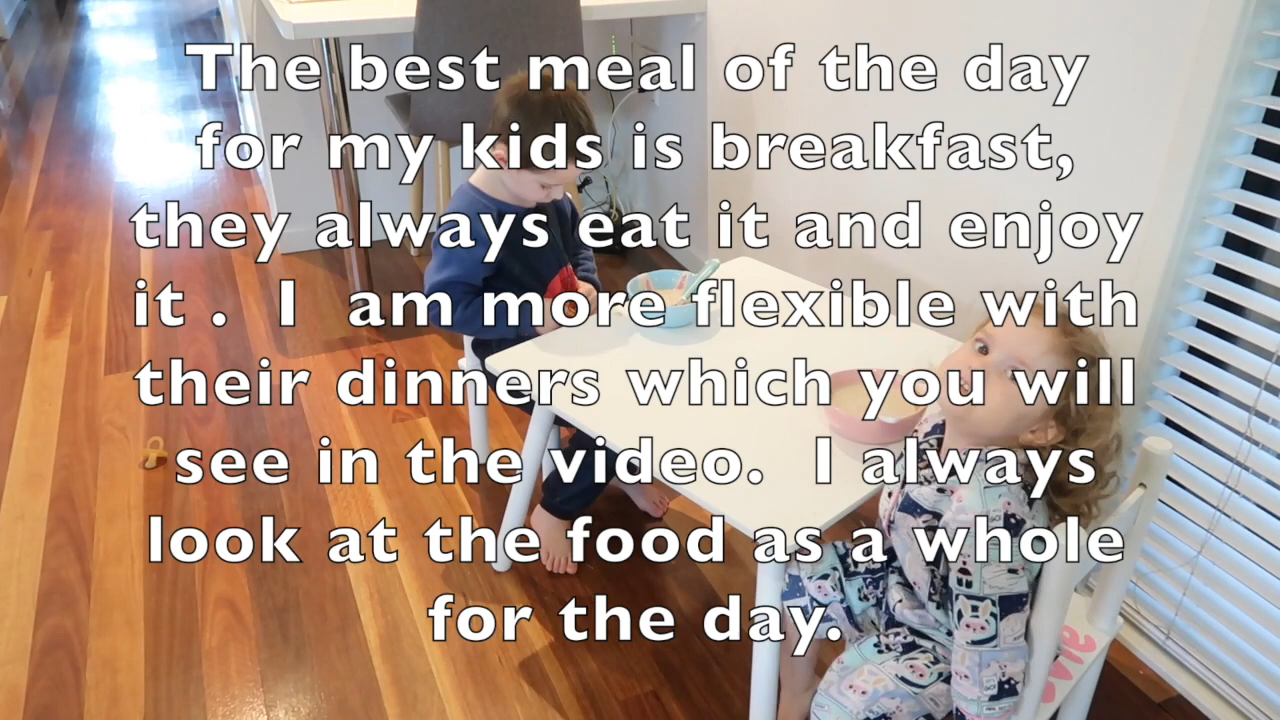 The best meal of the day
for my kids is breakfast,
they always eat it and enjoy
it .  I  am more flexible with
their dinners which you will
see in the video.  I always
look at the food as a whole
for the day.